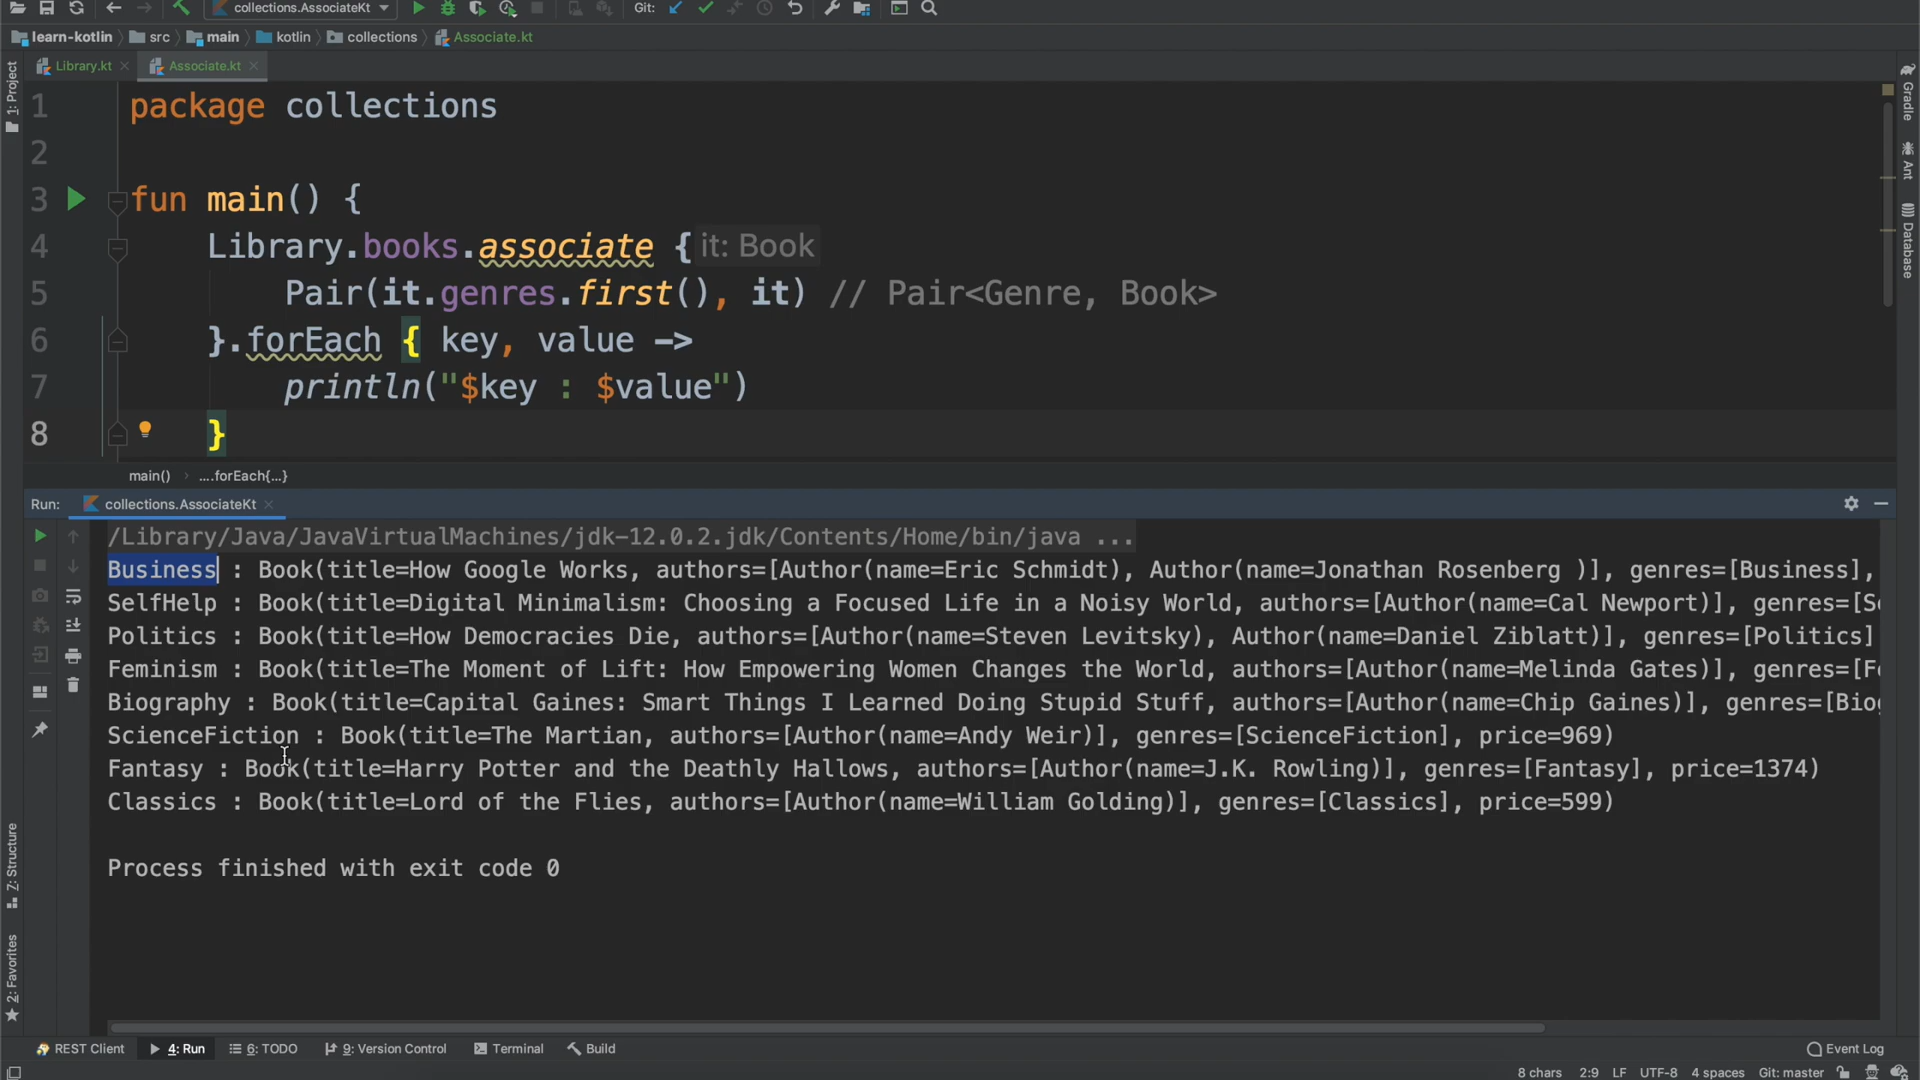 collections.AssociateKt
Git:
learn-kotlin src main kotlin collections Associate.kt
Library.kt Associate.kt
1: Project
1 package collections
2
3 fun main() {
4 Library.books.associate { it: Book
5 Pair(it.genres.first(), it) // Pair<Genre, Book>
6 }.forEach { key, value ->
7 println("$key : $value")
8 }
main() › ....forEach{...}
Gradle
Ant
Database
Run: collections.AssociateKt
/Library/Java/JavaVirtualMachines/jdk-12.0.2.jdk/Contents/Home/bin/java ...
Business : Book(title=How Google Works, authors=[Author(name=Eric Schmidt), Author(name=Jonathan Rosenberg )], genres=[Business],
SelfHelp : Book(title=Digital Minimalism: Choosing a Focused Life in a Noisy World, authors=[Author(name=Cal Newport)], genres=[S
Politics : Book(title=How Democracies Die, authors=[Author(name=Steven Levitsky), Author(name=Daniel Ziblatt)], genres=[Politics]
Feminism : Book(title=The Moment of Lift: How Empowering Women Changes the World, authors=[Author(name=Melinda Gates)], genres=[F
Biography : Book(title=Capital Gaines: Smart Things I Learned Doing Stupid Stuff, authors=[Author(name=Chip Gaines)], genres=[Bio
ScienceFiction : Book(title=The Martian, authors=[Author(name=Andy Weir)], genres=[ScienceFiction], price=969)
Fantasy : Book(title=Harry Potter and the Deathly Hallows, authors=[Author(name=J.K. Rowling)], genres=[Fantasy], price=1374)
Classics : Book(title=Lord of the Flies, authors=[Author(name=William Golding)], genres=[Classics], price=599)
Process finished with exit code 0
Z: Structure
2: Favorites
REST Client 4: Run 6: TODO 9: Version Control Terminal Build Event Log
8 chars 2:9 LF UTF-8 4 spaces Git: master